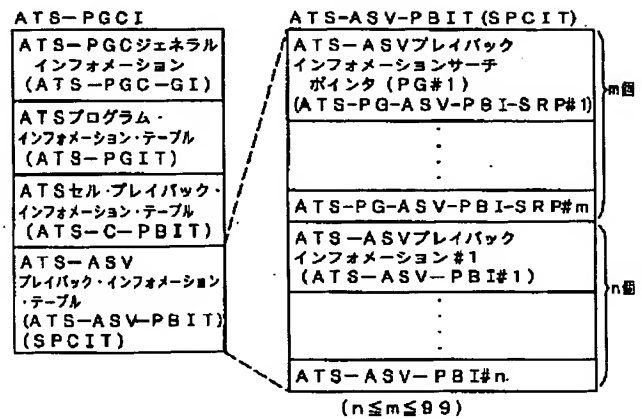 ATS-PGCI
ATS-PGCジェネラル
インフォメーション
(ATS-PGC-GI)
ATSプログラム・
インフォメーション・テーブル
(ATS-PGIT)
ATSセル・プレイバック・
インフォメーション・テーブル
(ATS-C-PBIT)
ATS-ASV
プレイバック・インフォメーション
・テーブル
(ATS-ASV-PBIT)
(SPCIT)
ATS-ASV-PBIT(SPCIT)
ATS-ASVプレイバック
インフォメーションサーチ
ポインタ(PG#1)
(ATS-PG-ASV-PBI-SRP#1)
ATS-PG-ASV-PBI-SRP#m
m個
ATS-ASVプレイバック
インフォメーション#1
(ATS-ASV-PBI#1)
ATS-ASV-PBI#n
n個
(n≦m≦99)